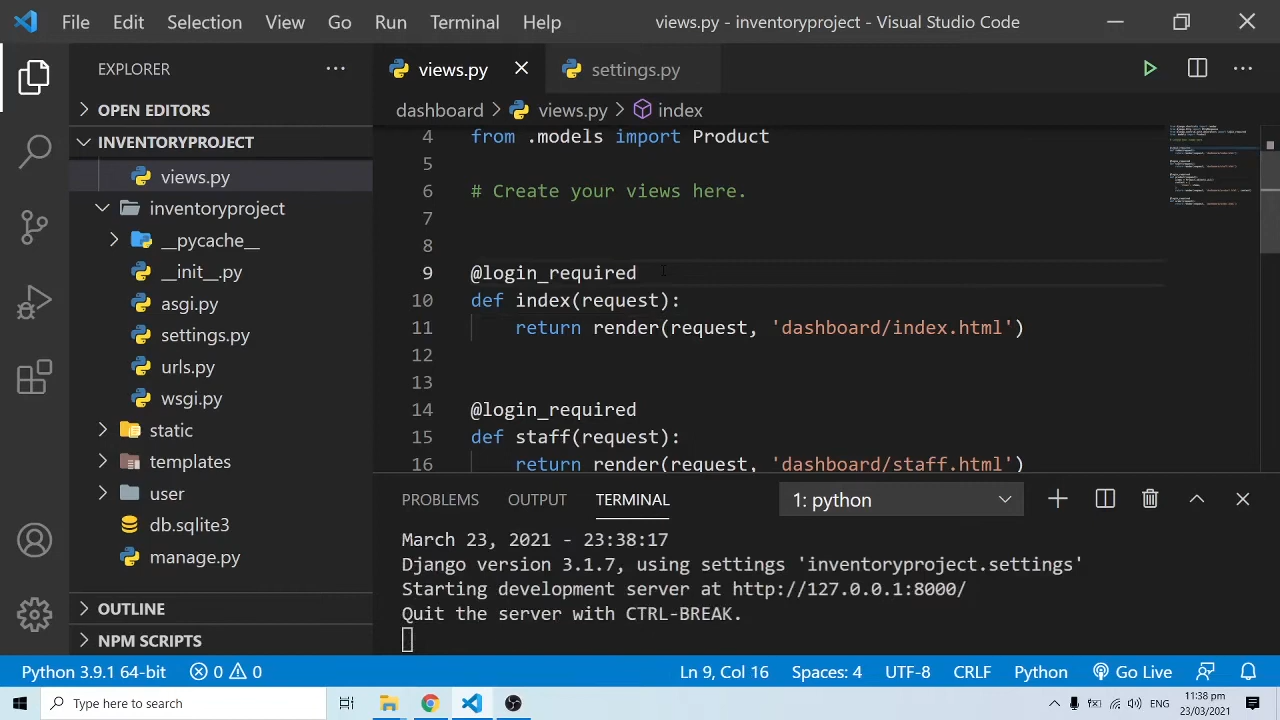 File Edit Selection View Go Run Terminal Help views.py - inventoryproject - Visual Studio Code
EXPLORER
OPEN EDITORS
INVENTORYPROJECT
views.py
inventoryproject
__pycache__
__init__.py
asgi.py
settings.py
urls.py
wsgi.py
static
templates
user
db.sqlite3
manage.py
OUTLINE
NPM SCRIPTS
views.py settings.py
dashboard > views.py > index
4 from .models import Product
5
6 # Create your views here.
7
8
9 @login_required
10 def index(request):
11 return render(request, 'dashboard/index.html')
12
13
14 @login_required
15 def staff(request):
16 return render(request, 'dashboard/staff.html')
PROBLEMS OUTPUT TERMINAL 1: python
March 23, 2021 - 23:38:17
Django version 3.1.7, using settings 'inventoryproject.settings'
Starting development server at http://127.0.0.1:8000/
Quit the server with CTRL-BREAK.
Python 3.9.1 64-bit 0 0 Ln 9, Col 16 Spaces: 4 UTF-8 CRLF Python Go Live
Type here to search ENG 11:38 pm
23/03/2021